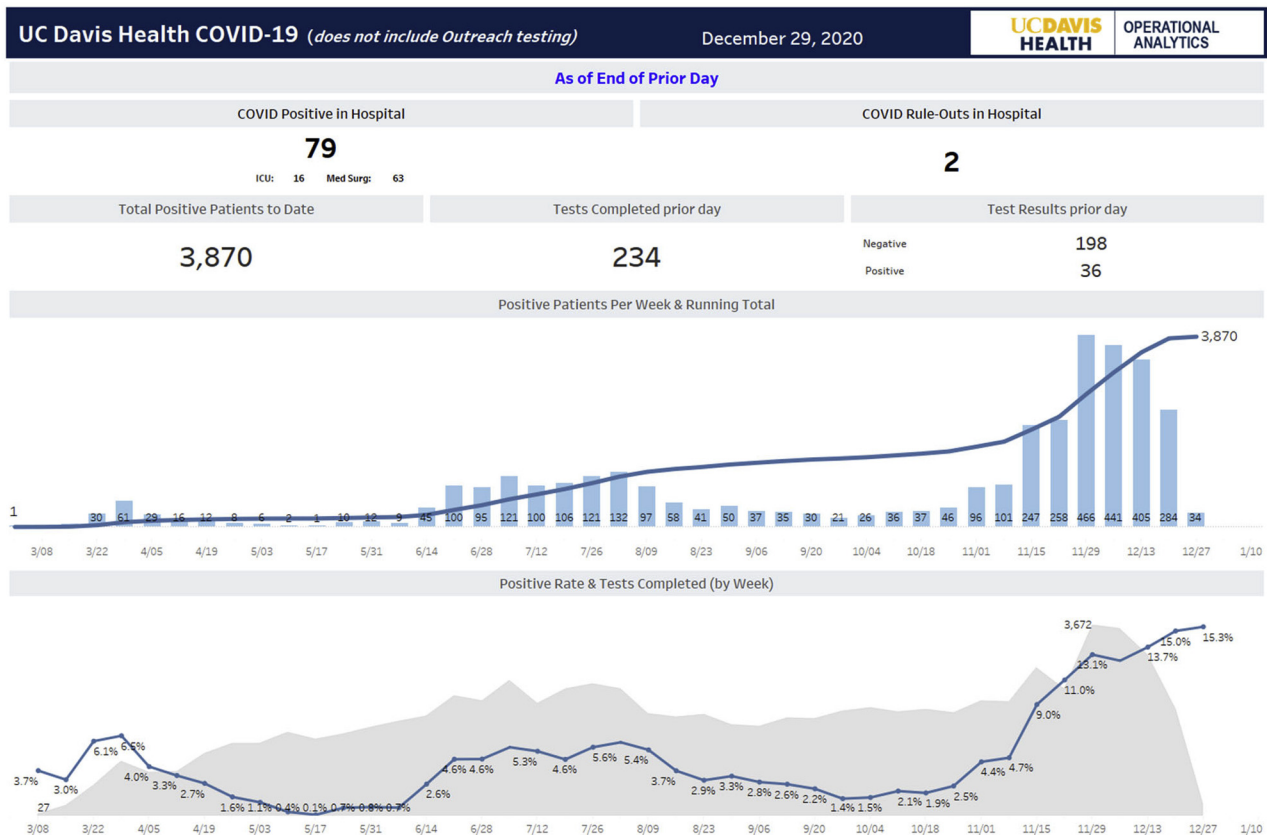 UC Davis Health COVID-19 (does not include Outreach testing) December 29, 2020 UCDAVIS HEALTH OPERATIONAL ANALYTICS
As of End of Prior Day
COVID Positive in Hospital COVID Rule-Outs in Hospital
79 2
ICU: 16 Med Surg: 63
Total Positive Patients to Date Tests Completed prior day Test Results prior day
3,870 234
Negative 198
Positive 36
Positive Patients Per Week & Running Total
3,870
1 30 61 29 16 12 8 6 2 1 10 12 9 45 100 95 121 100 106 121 132 97 58 41 50 37 35 30 21 26 36 37 46 96 101 247 258 466 441 405 284 34
3/08 3/22 4/05 4/19 5/03 5/17 5/31 6/14 6/28 7/12 7/26 8/09 8/23 9/06 9/20 10/04 10/18 11/01 11/15 11/29 12/13 12/27 1/10
Positive Rate & Tests Completed (by Week)
3,672
3.7% 3.0% 6.1% 6.5% 4.0% 3.3% 2.7% 1.6% 1.1% 0.4% 0.1% 0.7% 0.8% 0.7% 2.6% 4.6% 4.6% 5.3% 4.6% 5.6% 5.4% 3.7% 2.9% 3.3% 2.8% 2.6% 2.2% 1.4% 1.5% 2.1% 1.9% 2.5% 4.4% 4.7% 9.0% 11.0% 13.1% 13.7% 15.0% 15.3%
27
3/08 3/22 4/05 4/19 5/03 5/17 5/31 6/14 6/28 7/12 7/26 8/09 8/23 9/06 9/20 10/04 10/18 11/01 11/15 11/29 12/13 12/27 1/10